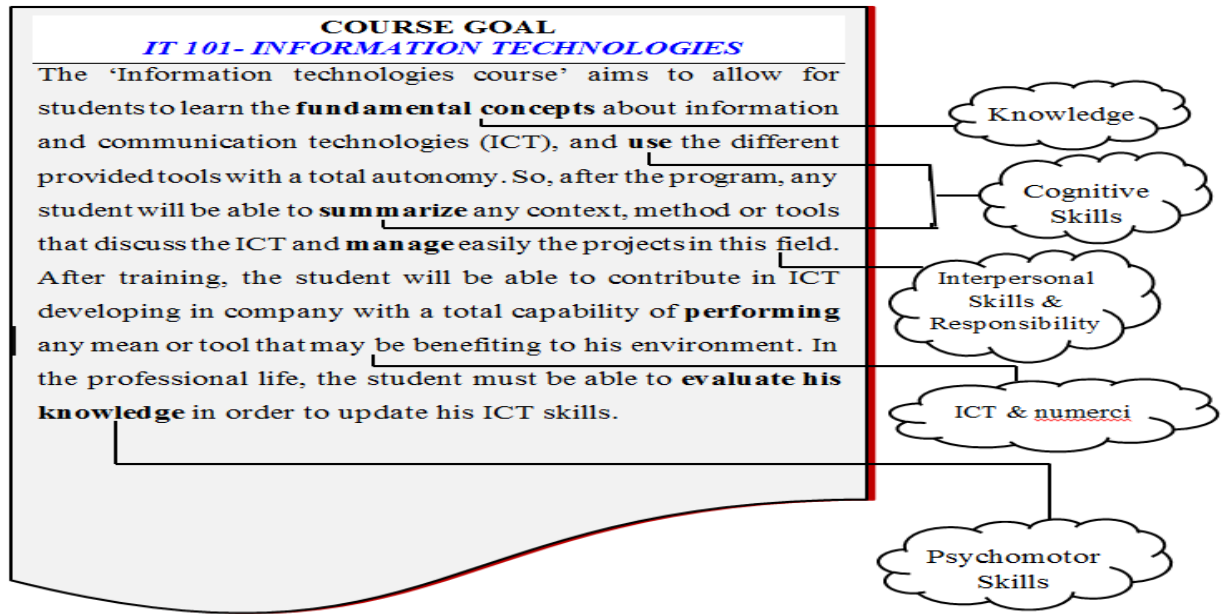 COURSE GOAL
IT 101- INFORMATION TECHNOLOGIES
The ‘Information technologies course’ aims to allow for
students to learn the fundamental concepts about information
and communication technologies (ICT), and use the different
provided tools with a total autonomy. So, after the program, any
student will be able to summarize any context, method or tools
that discuss the ICT and manage easily the projects in this field.
After training, the student will be able to contribute in ICT
developing in company with a total capability of performing
any mean or tool that may be benefiting to his environment. In
the professional life, the student must be able to evaluate his
knowledge in order to update his ICT skills.
Knowledge
Cognitive
Skills
Interpersonal
Skills &
Responsibility
ICT & numerci
Psychomotor
Skills